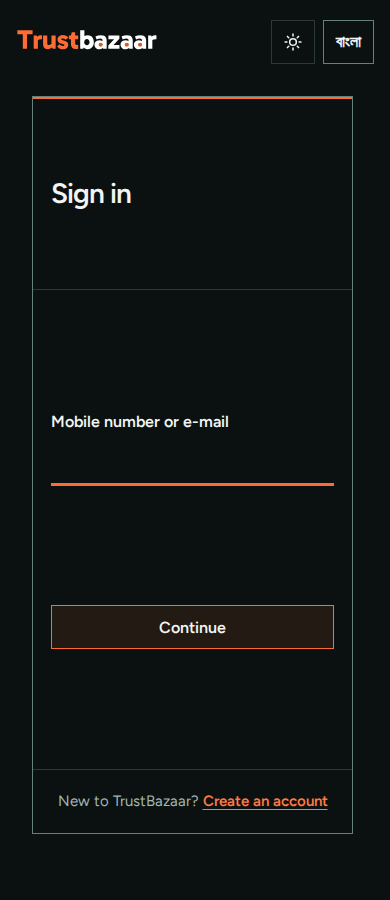 Trustbazaar
বাংলা
Sign in
Mobile number or e-mail
Continue
New to TrustBazaar? Create an account